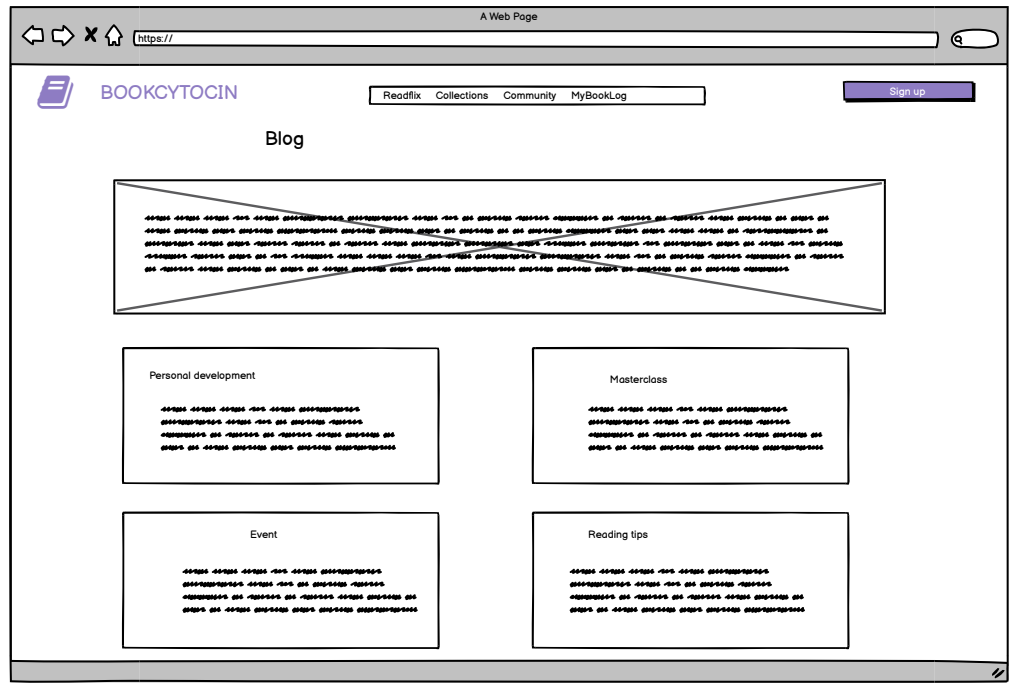 A Web Page
https://
BOOKCYTOCIN
Readflix Collections Community MyBookLog
Sign up
Blog
Personal development
Masterclass
Event
Reading tips